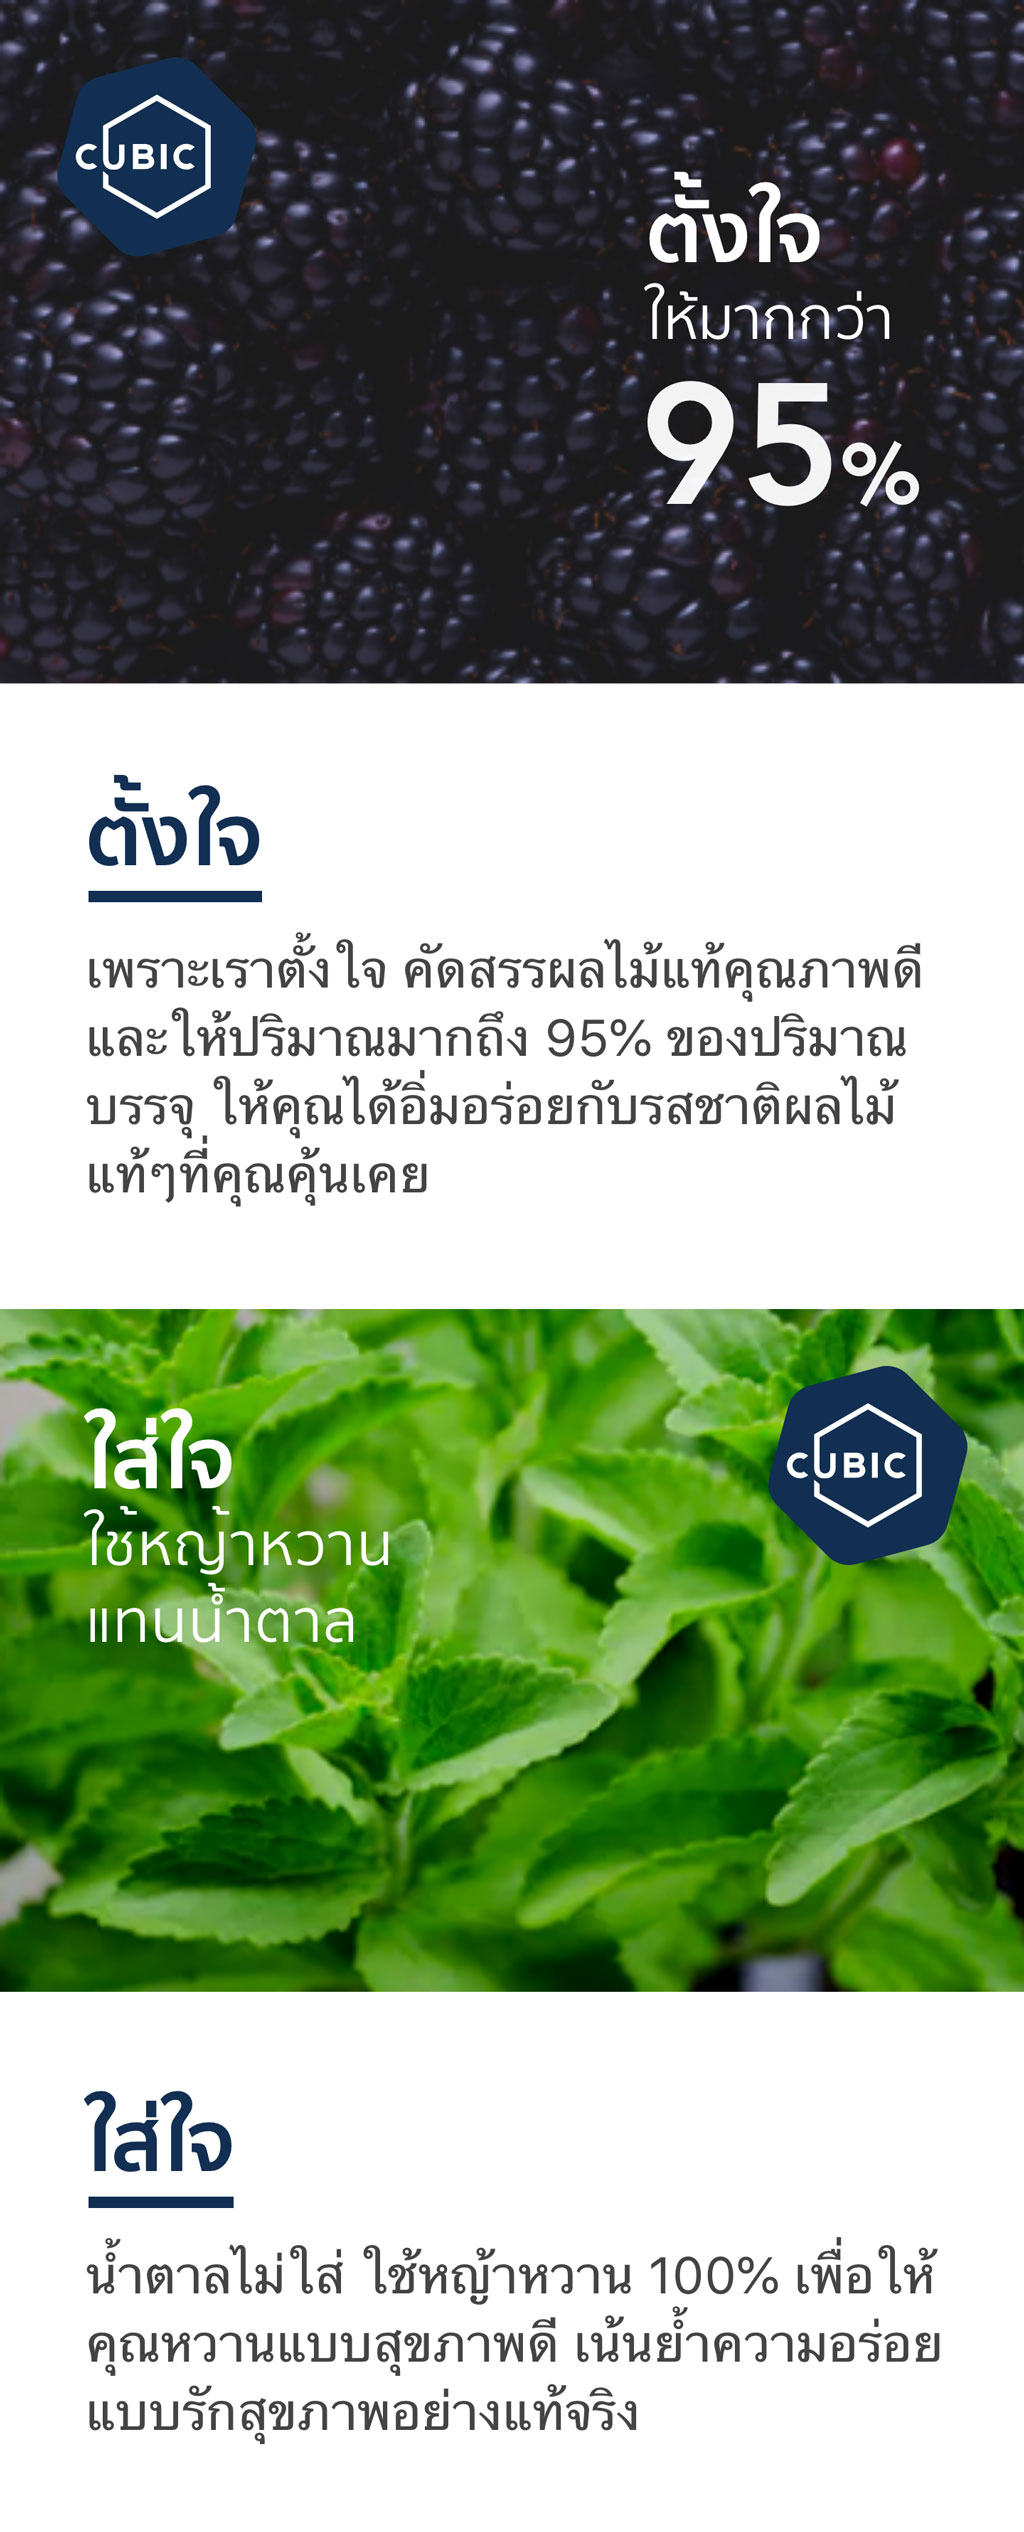 CUBIC
ตั้งใจ
ให้มากกว่า
95%
ตั้งใจ
เพราะเราตั้งใจ คัดสรรผลไม้แท้คุณภาพดี
และให้ปริมาณมากถึง 95% ของปริมาณ
บรรจุ ให้คุณได้อิ่มอร่อยกับรสชาติผลไม้
แท้ๆที่คุณคุ้นเคย
ใส่ใจ
CUBIC
ใช้หญ้าหวาน
แทนน้ำตาล
ใส่ใจ
น้ำตาลไม่ใส่ ใช้หญ้าหวาน 100% เพื่อให้
คุณหวานแบบสุขภาพดี เน้นย้ำความอร่อย
แบบรักสุขภาพอย่างแท้จริง